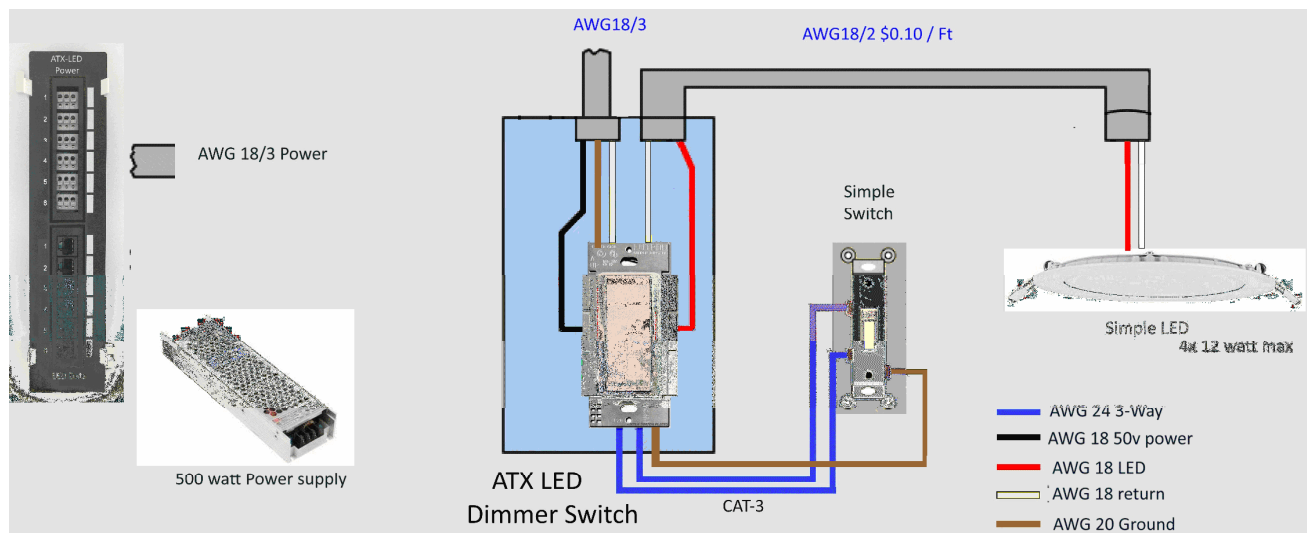 AWG18/3
AWG18/2 $0.10 / Ft
ATX-LED
Power
1
2
3
4
5
6
1
2
AWG 18/3 Power
Simple
Switch
Simple LED
4x 12 watt max
500 watt Power supply
ATX LED
Dimmer Switch
CAT-3
AWG 24 3-Way
AWG 18 50v power
AWG 18 LED
AWG 18 return
AWG 20 Ground